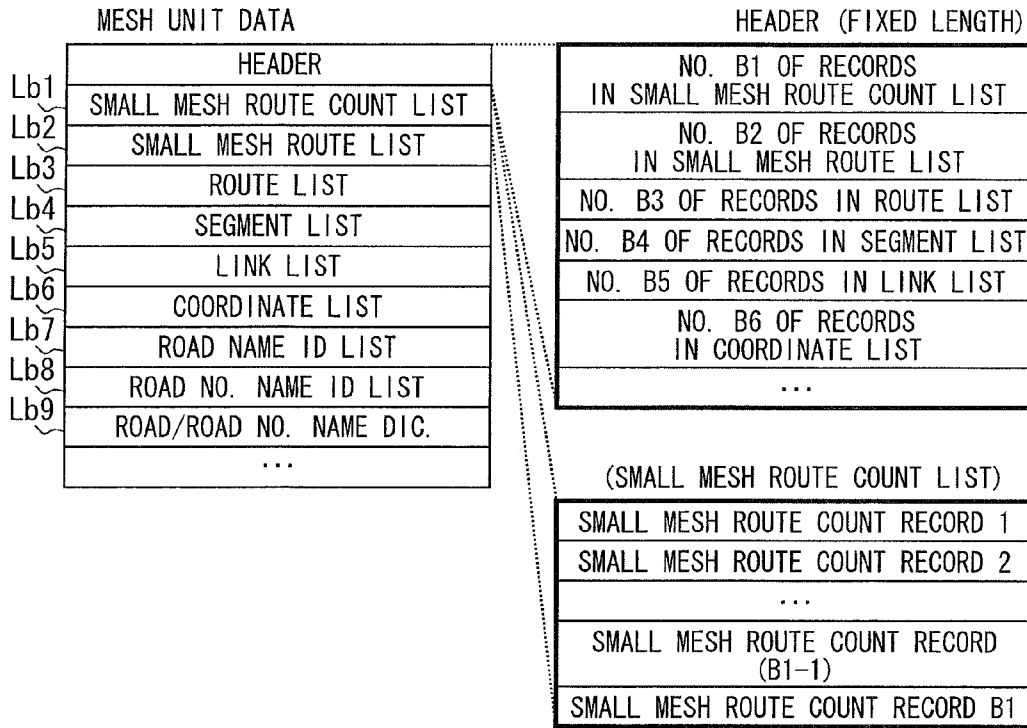 MESH UNIT DATA
HEADER
Lb1
SMALL MESH ROUTE COUNT LIST
Lb2
SMALL MESH ROUTE LIST
Lb3
ROUTE LIST
Lb4
SEGMENT LIST
Lb5
LINK LIST
Lb6
COORDINATE LIST
Lb7
ROAD NAME ID LIST
Lb8
ROAD NO. NAME ID LIST
Lb9
ROAD/ROAD NO. NAME DIC.
...
HEADER (FIXED LENGTH)
NO. B1 OF RECORDS
IN SMALL MESH ROUTE COUNT LIST
NO. B2 OF RECORDS
IN SMALL MESH ROUTE LIST
NO. B3 OF RECORDS IN ROUTE LIST
NO. B4 OF RECORDS IN SEGMENT LIST
NO. B5 OF RECORDS IN LINK LIST
NO. B6 OF RECORDS
IN COORDINATE LIST
...
(SMALL MESH ROUTE COUNT LIST)
SMALL MESH ROUTE COUNT RECORD 1
SMALL MESH ROUTE COUNT RECORD 2
...
SMALL MESH ROUTE COUNT RECORD
(B1-1)
SMALL MESH ROUTE COUNT RECORD B1